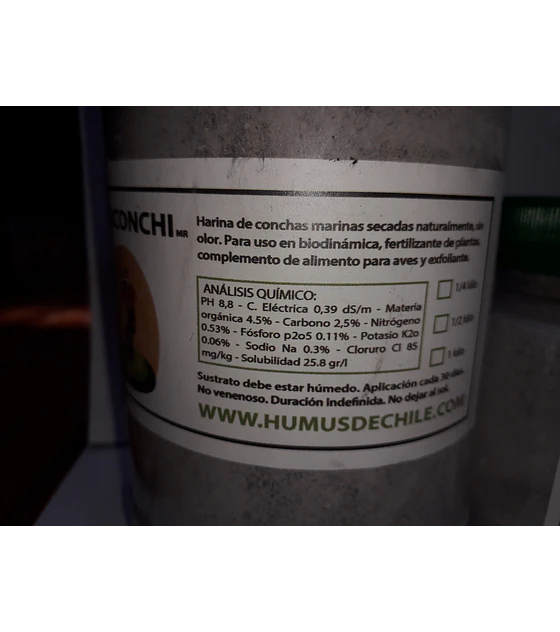 CONCHI MR
Harina de conchas marinas secadas naturalmente, sin
olor. Para uso en biodinámica, fertilizante de plantas,
complemento de alimento para aves y exfoliante.
ANÁLISIS QUÍMICO:
PH 8,8 - C. Eléctrica 0,39 dS/m - Materia
orgánica 4.5% - Carbono 2,5% - Nitrógeno
0.53% - Fósforo p2o5 0.11% - Potasio K2o
0.06% - Sodio Na 0.3% - Cloruro Cl 85
mg/kg - Solubilidad 25.8 gr/l
1/4 kilo
1/2 kilo
1 kilo
Sustrato debe estar húmedo. Aplicación cada 30 días.
No venenoso. Duración indefinida. No dejar al sol.
WWW.HUMUSDECHILE.COM